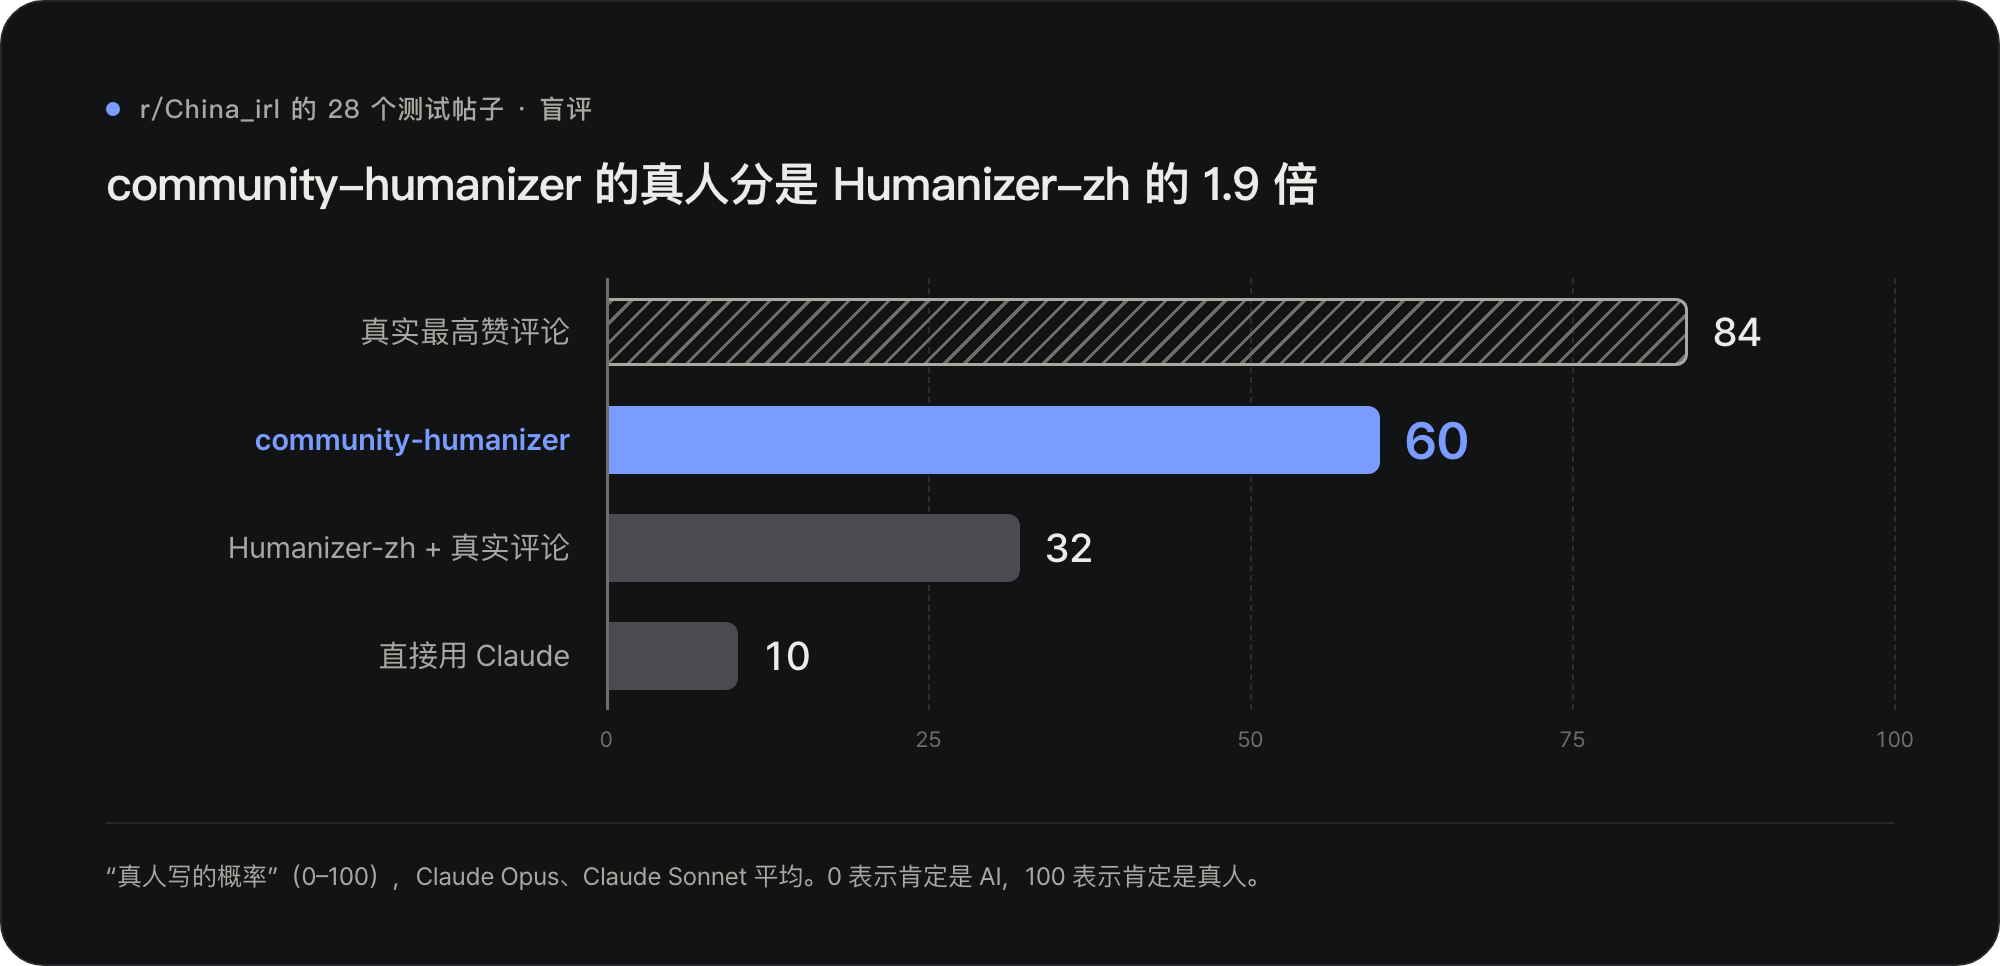 r/China_irl 的 28 个测试帖子 · 盲评
community–humanizer 的真人分是 Humanizer–zh 的 1.9 倍
真实最高赞评论
84
community-humanizer
60
Humanizer-zh + 真实评论
32
直接用 Claude
10
0 25 50 75 100
“真人写的概率”(0–100),Claude Opus、Claude Sonnet 平均。0 表示肯定是 AI,100 表示肯定是真人。